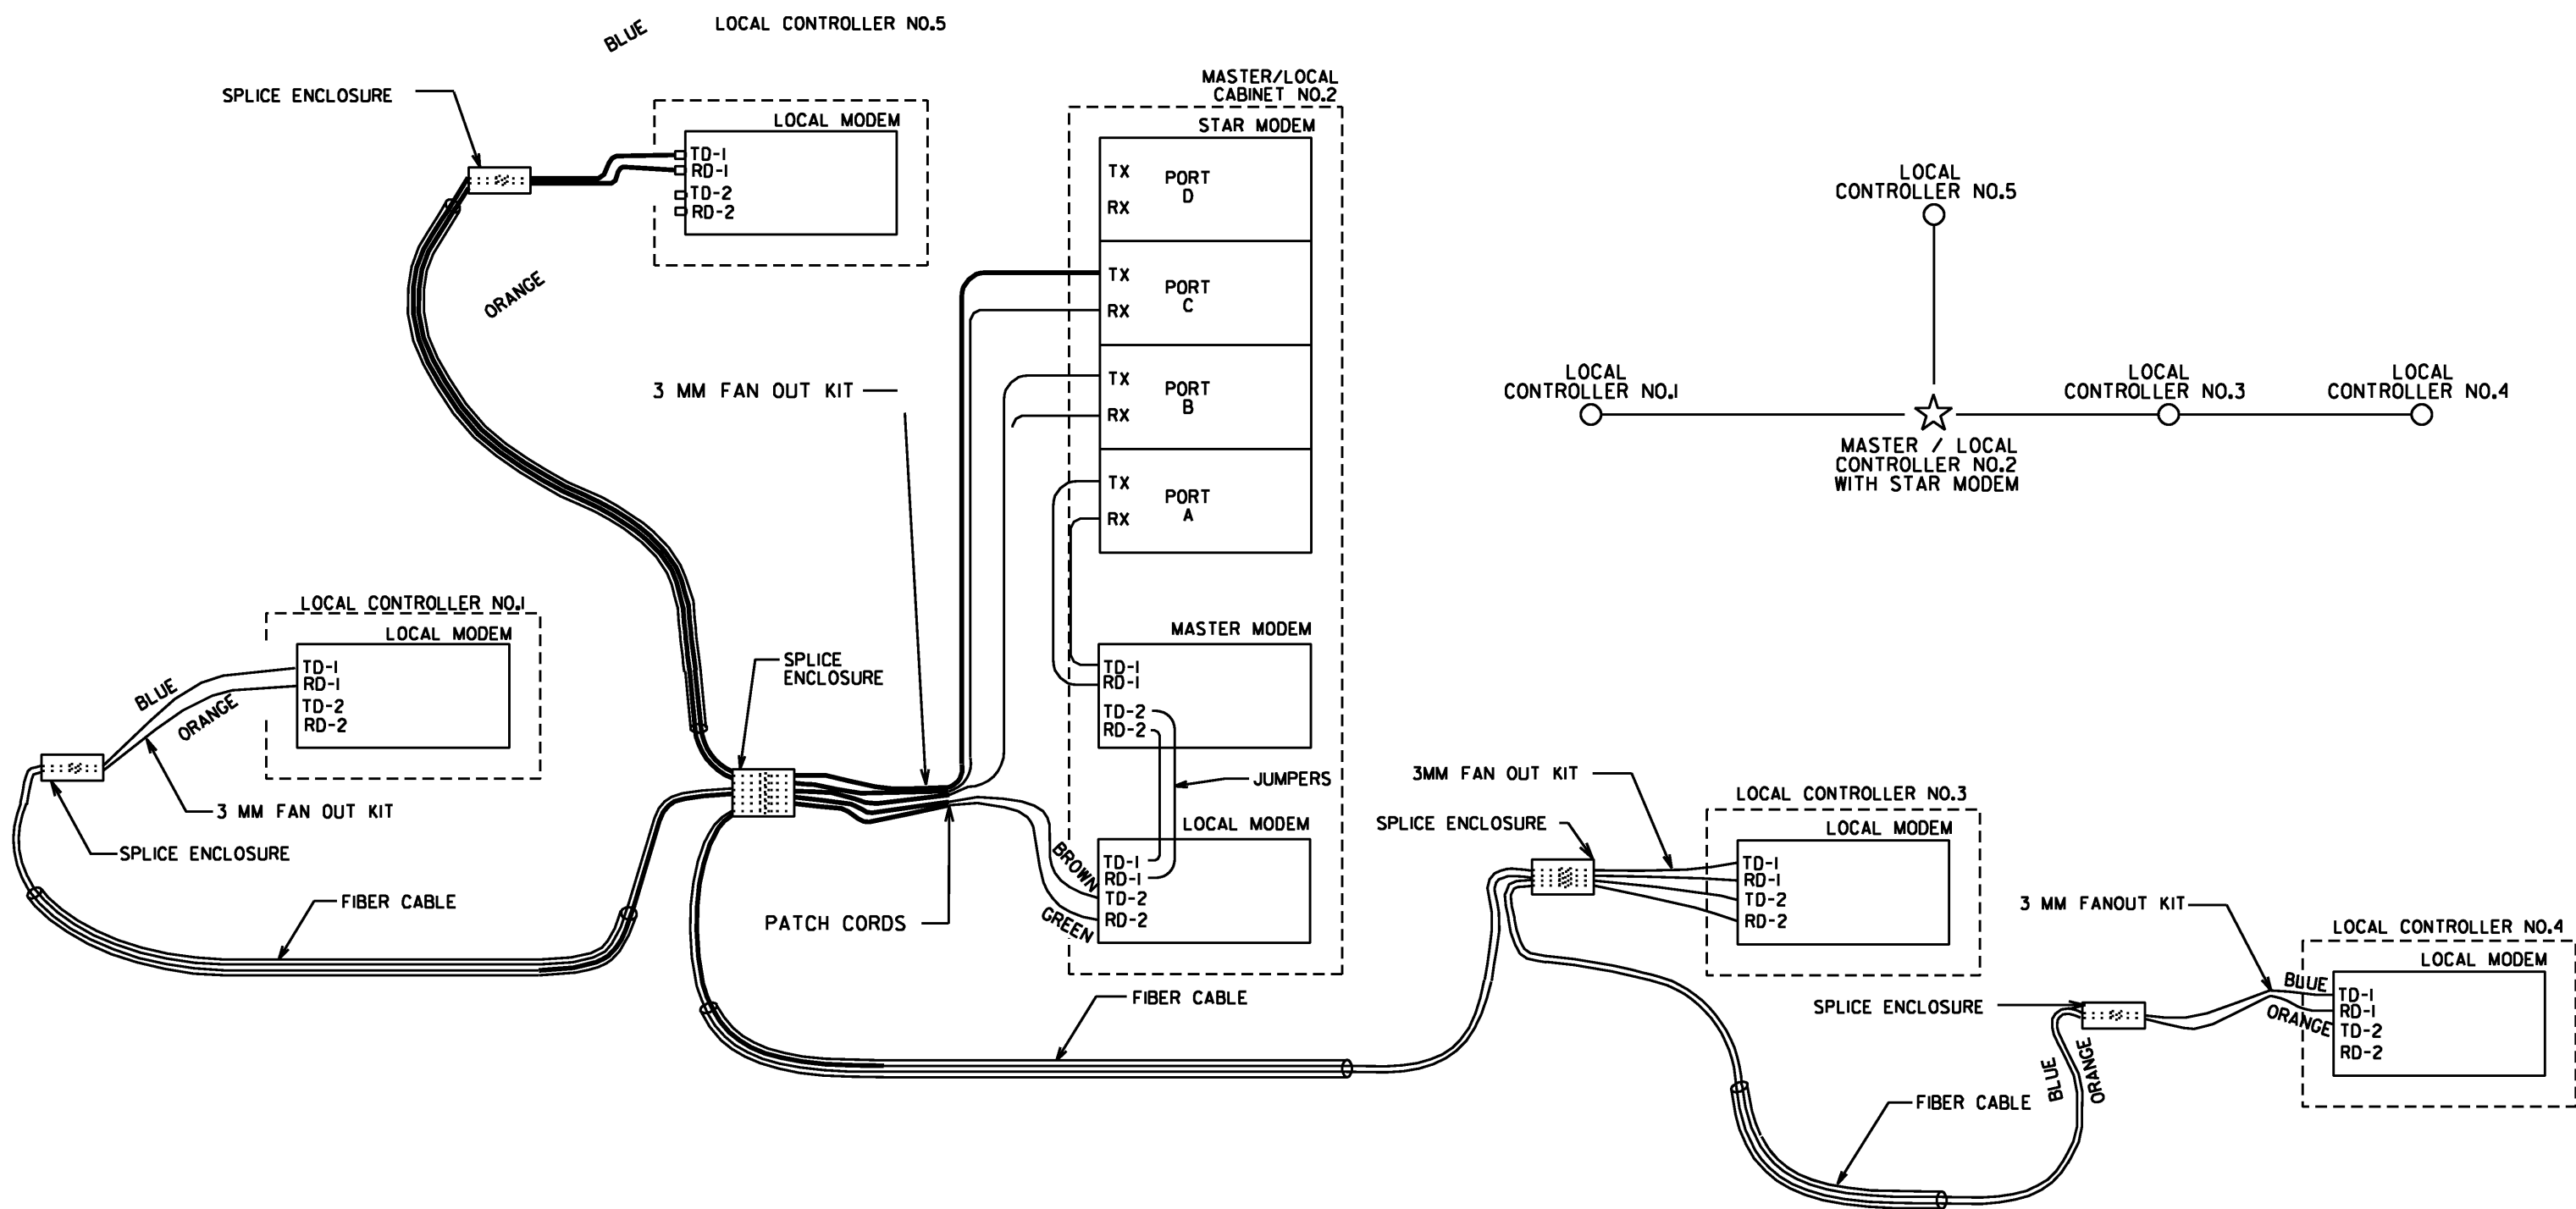 BLUE
LOCAL CONTROLLER NO.5
SPLICE ENCLOSURE
LOCAL MODEM
TD-1
RD-1
TD-2
RD-2
ORANGE
3 MM FAN OUT KIT
MASTER/LOCAL
CABINET NO.2
STAR MODEM
TX
PORT
D
RX
TX
PORT
C
RX
TX
PORT
B
RX
TX
PORT
A
RX
MASTER MODEM
TD-1
RD-1
TD-2
RD-2
JUMPERS
LOCAL MODEM
TD-1
RD-1
TD-2
RD-2
BROWN
GREEN
PATCH CORDS
SPLICE
ENCLOSURE
LOCAL CONTROLLER NO.1
LOCAL MODEM
TD-1
RD-1
TD-2
RD-2
BLUE
ORANGE
3 MM FAN OUT KIT
SPLICE ENCLOSURE
FIBER CABLE
FIBER CABLE
LOCAL
CONTROLLER NO.5
LOCAL
CONTROLLER NO.1
LOCAL
CONTROLLER NO.3
LOCAL
CONTROLLER NO.4
MASTER / LOCAL
CONTROLLER NO.2
WITH STAR MODEM
3MM FAN OUT KIT
SPLICE ENCLOSURE
LOCAL CONTROLLER NO.3
LOCAL MODEM
TD-1
RD-1
TD-2
RD-2
3 MM FANOUT KIT
LOCAL CONTROLLER NO.4
LOCAL MODEM
BLUE
TD-1
RD-1
ORANGE
TD-2
RD-2
SPLICE ENCLOSURE
BLUE
ORANGE
FIBER CABLE